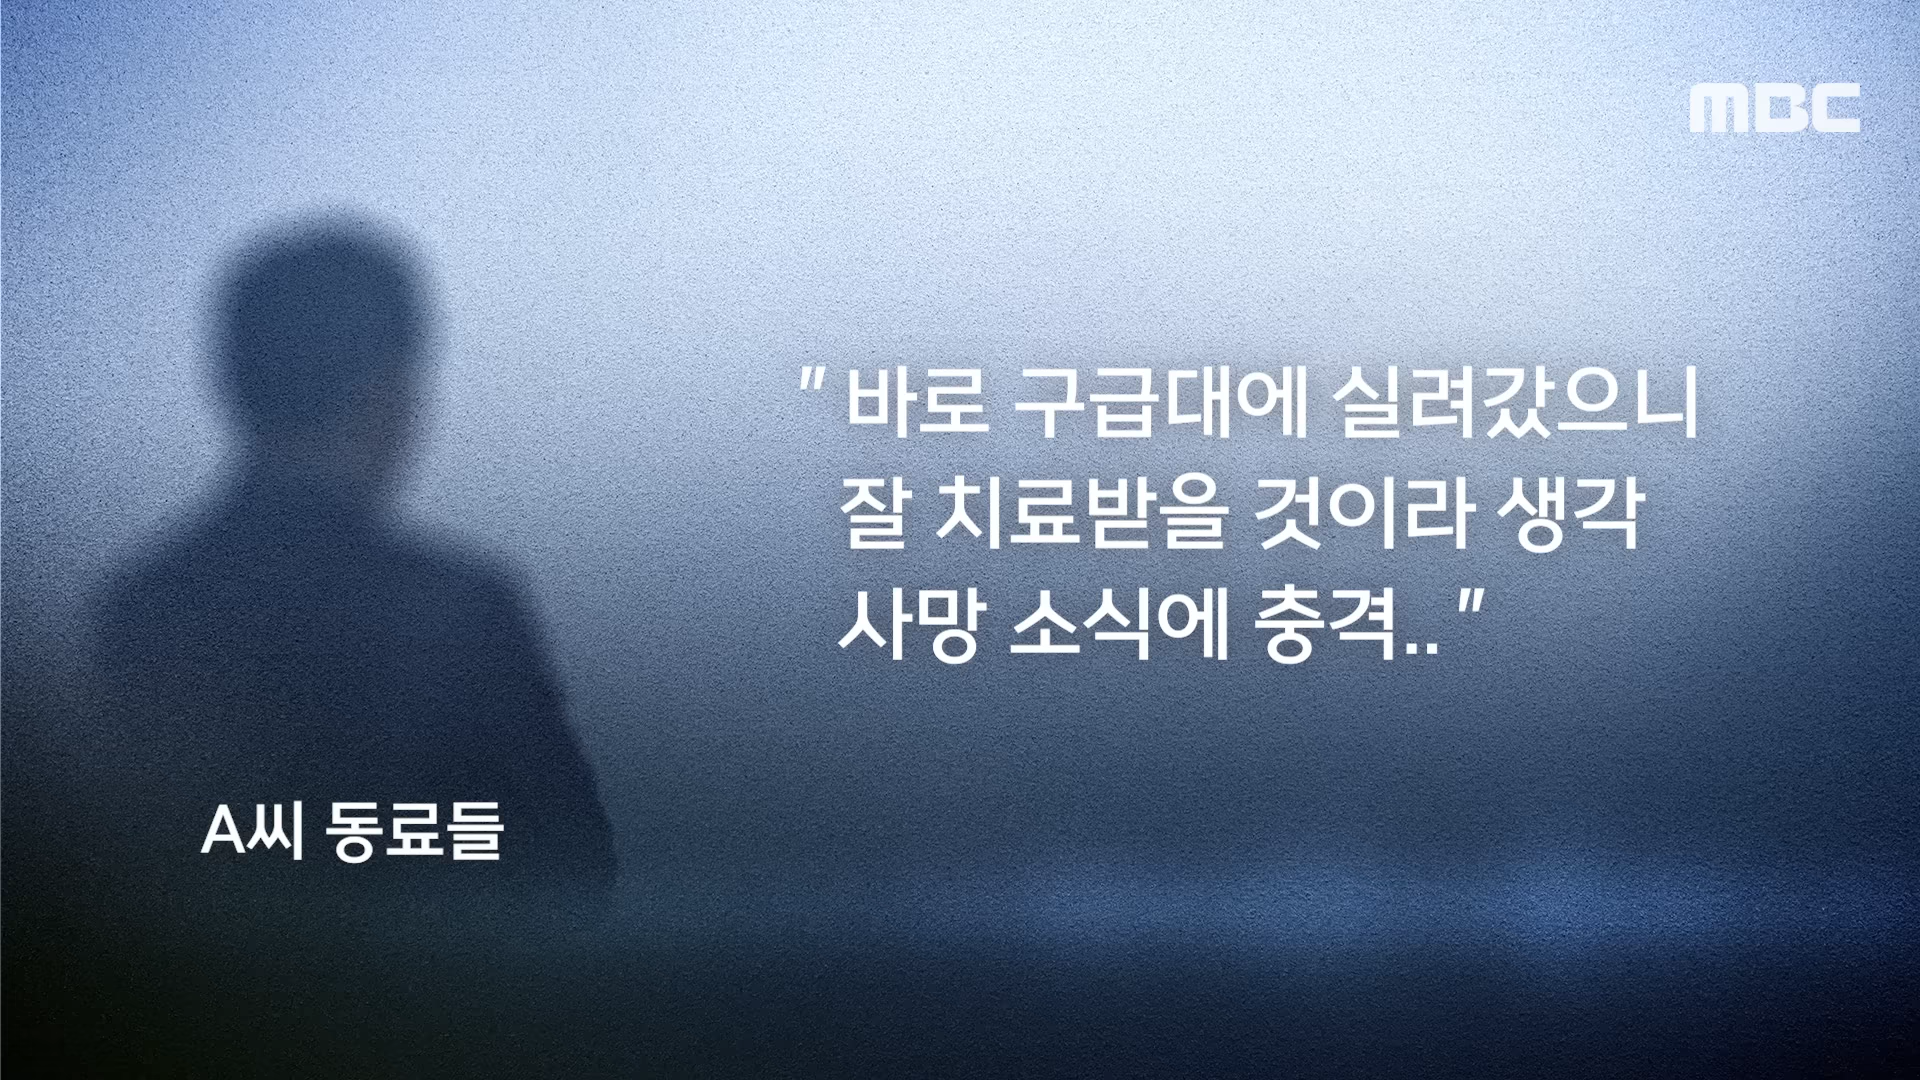 MBC
" 바로 구급대에 실려갔으니
잘 치료받을 것이라 생각
사망 소식에 충격.. "
A씨 동료들